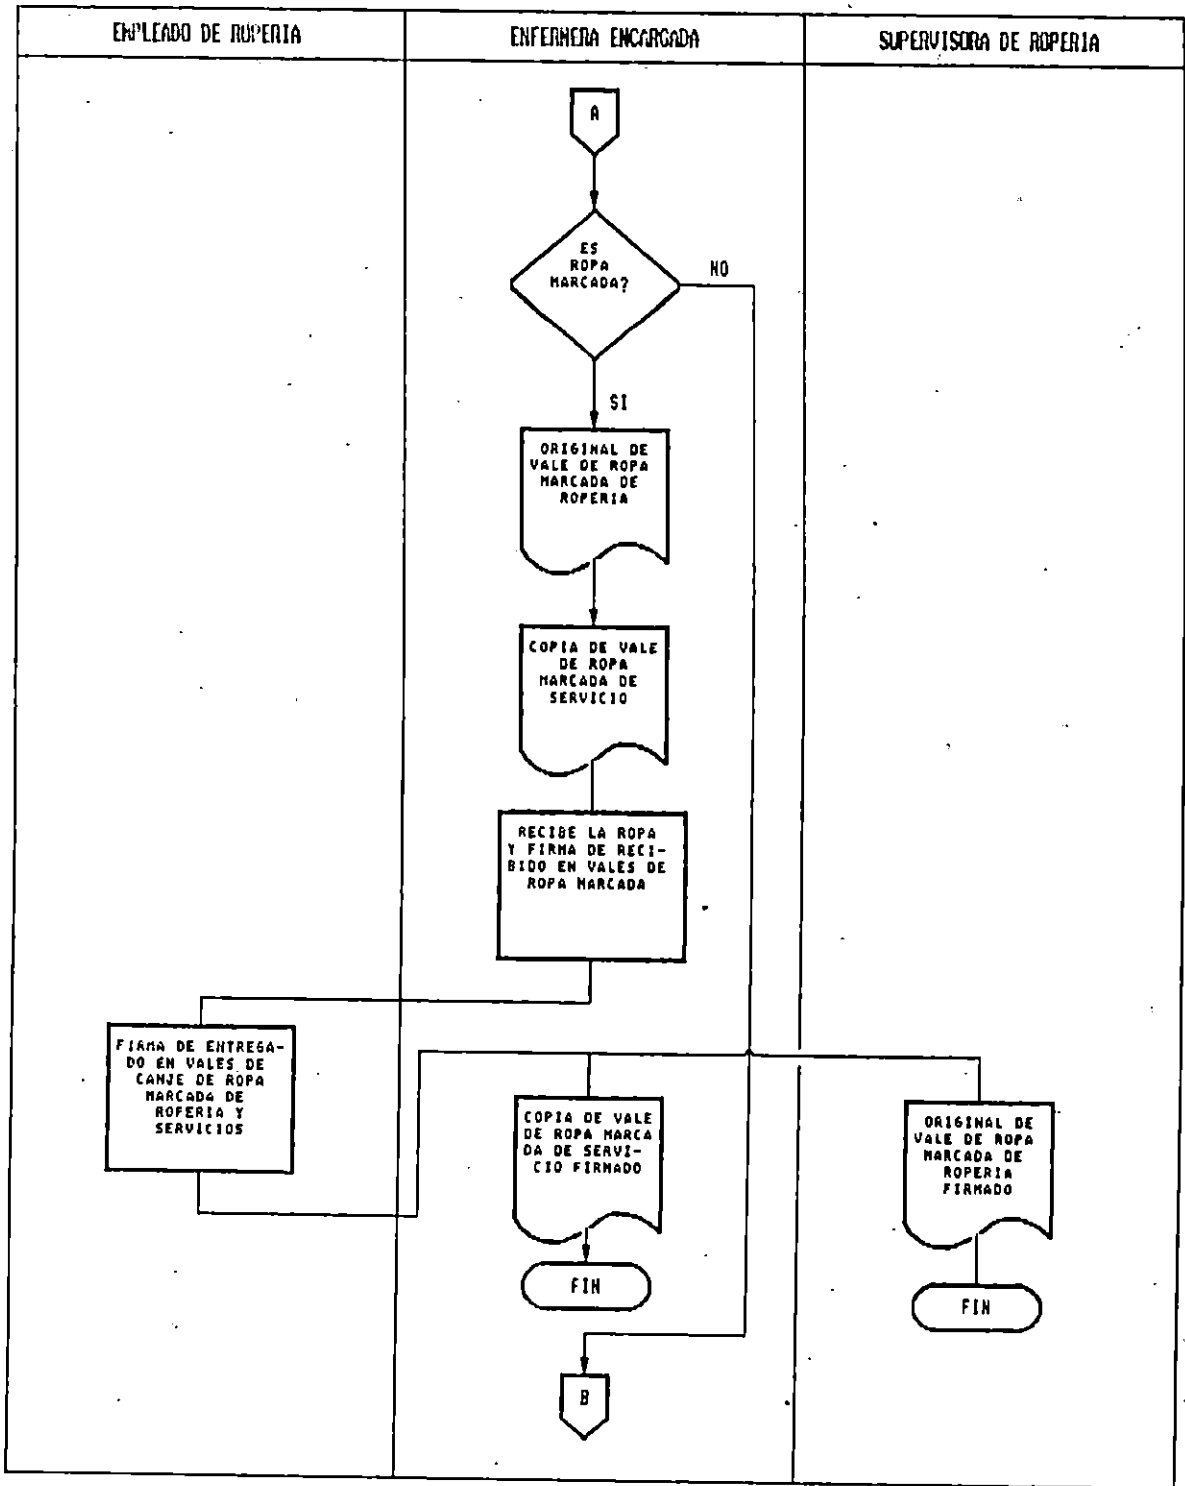 EMPLEADO DE ROPERIA
ENFERMERA ENCARGADA
SUPERVISORA DE ROPERIA
A
ES
ROPA
MARCADA?
NO
SI
ORIGINAL DE
VALE DE ROPA
MARCADA DE
ROPERIA
COPIA DE VALE
DE ROPA
MARCADA DE
SERVICIO
RECIBE LA ROPA
Y FIRMA DE RECI-
BIDO EN VALES DE
ROPA MARCADA
FIRMA DE ENTREGA-
DO EN VALES DE
CANJE DE ROPA
MARCADA DE
ROPERIA Y
SERVICIOS
COPIA DE VALE
DE ROPA MARCA
DA DE SERVI-
CIO FIRMADO
ORIGINAL DE
VALE DE ROPA
MARCADA DE
ROPERIA
FIRMADO
FIN
FIN
B